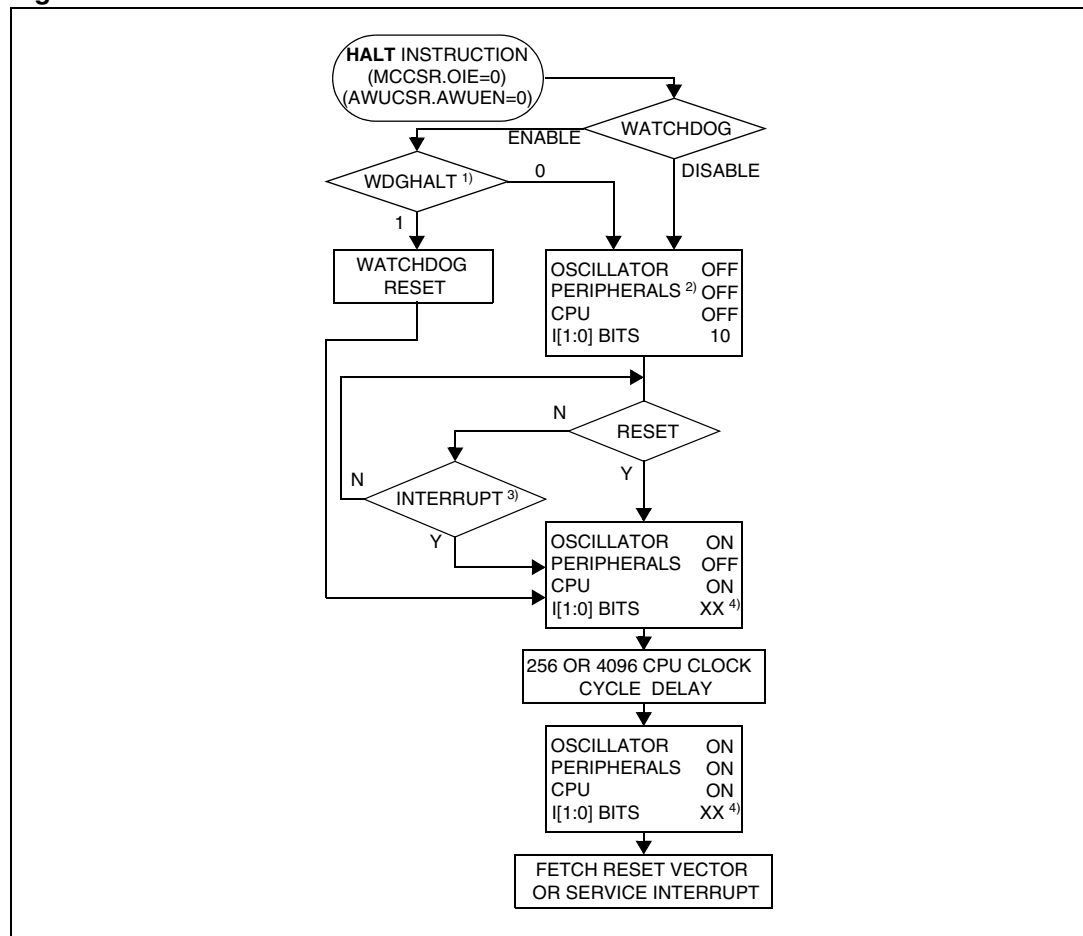 HALT INSTRUCTION
(MCCSR.OIE=0)
(AWUCSR.AWUEN=0)
WATCHDOG
ENABLE
DISABLE
WDGHALT 1)
0
1
WATCHDOG
RESET
OSCILLATOR OFF
PERIPHERALS 2) OFF
CPU OFF
I[1:0] BITS 10
N
RESET
Y
N
INTERRUPT 3)
Y
OSCILLATOR ON
PERIPHERALS OFF
CPU ON
I[1:0] BITS XX 4)
256 OR 4096 CPU CLOCK
CYCLE DELAY
OSCILLATOR ON
PERIPHERALS ON
CPU ON
I[1:0] BITS XX 4)
FETCH RESET VECTOR
OR SERVICE INTERRUPT